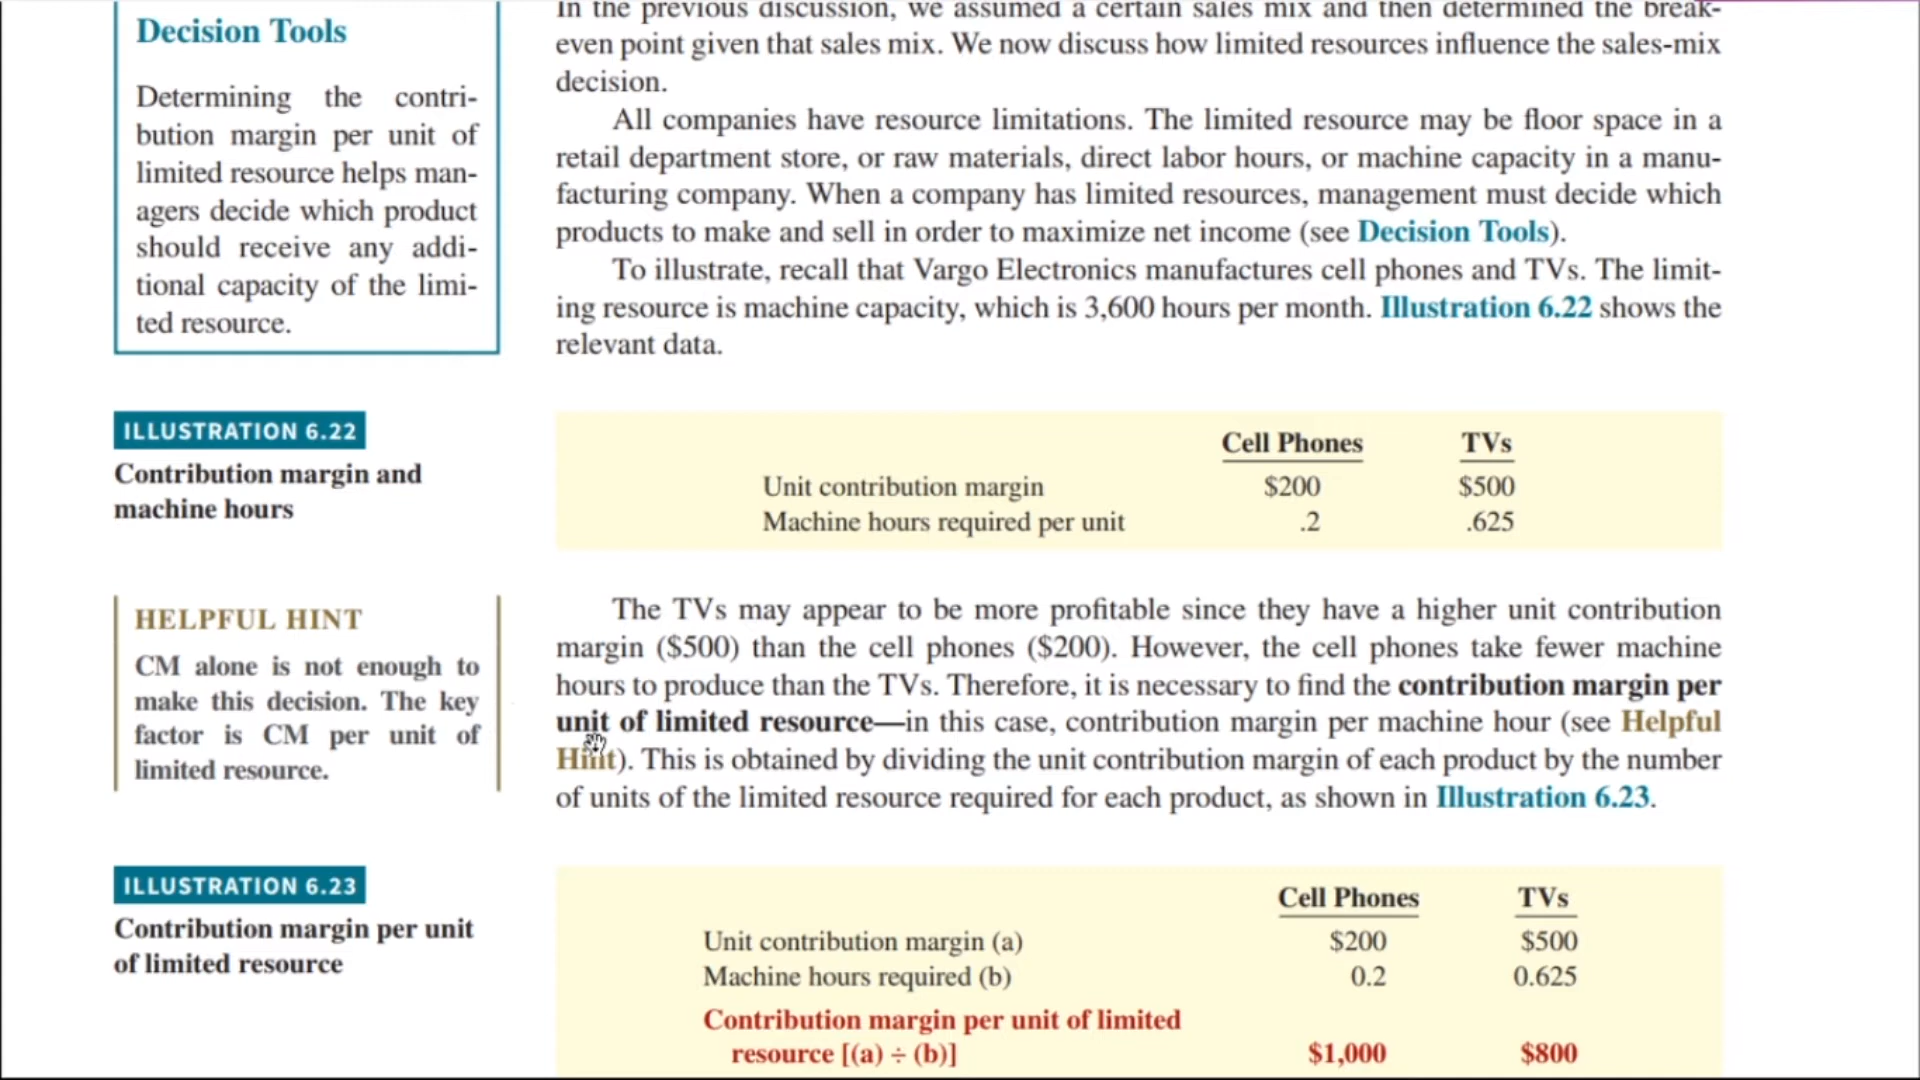 Decision Tools
Determining the contri-
bution margin per unit of
limited resource helps man-
agers decide which product
should receive any addi-
tional capacity of the limi-
ted resource.
In the previous discussion, we assumed a certain sales mix and then determined the break-
even point given that sales mix. We now discuss how limited resources influence the sales-mix
decision.
All companies have resource limitations. The limited resource may be floor space in a
retail department store, or raw materials, direct labor hours, or machine capacity in a manu-
facturing company. When a company has limited resources, management must decide which
products to make and sell in order to maximize net income (see Decision Tools).
To illustrate, recall that Vargo Electronics manufactures cell phones and TVs. The limit-
ing resource is machine capacity, which is 3,600 hours per month. Illustration 6.22 shows the
relevant data.
ILLUSTRATION 6.22
Contribution margin and
machine hours
Cell Phones TVs
Unit contribution margin $200 $500
Machine hours required per unit .2 .625
HELPFUL HINT
CM alone is not enough to
make this decision. The key
factor is CM per unit of
limited resource.
The TVs may appear to be more profitable since they have a higher unit contribution
margin ($500) than the cell phones ($200). However, the cell phones take fewer machine
hours to produce than the TVs. Therefore, it is necessary to find the contribution margin per
unit of limited resource—in this case, contribution margin per machine hour (see Helpful
Hint). This is obtained by dividing the unit contribution margin of each product by the number
of units of the limited resource required for each product, as shown in Illustration 6.23.
ILLUSTRATION 6.23
Contribution margin per unit
of limited resource
Cell Phones TVs
Unit contribution margin (a) $200 $500
Machine hours required (b) 0.2 0.625
Contribution margin per unit of limited
resource [(a) ÷ (b)] $1,000 $800